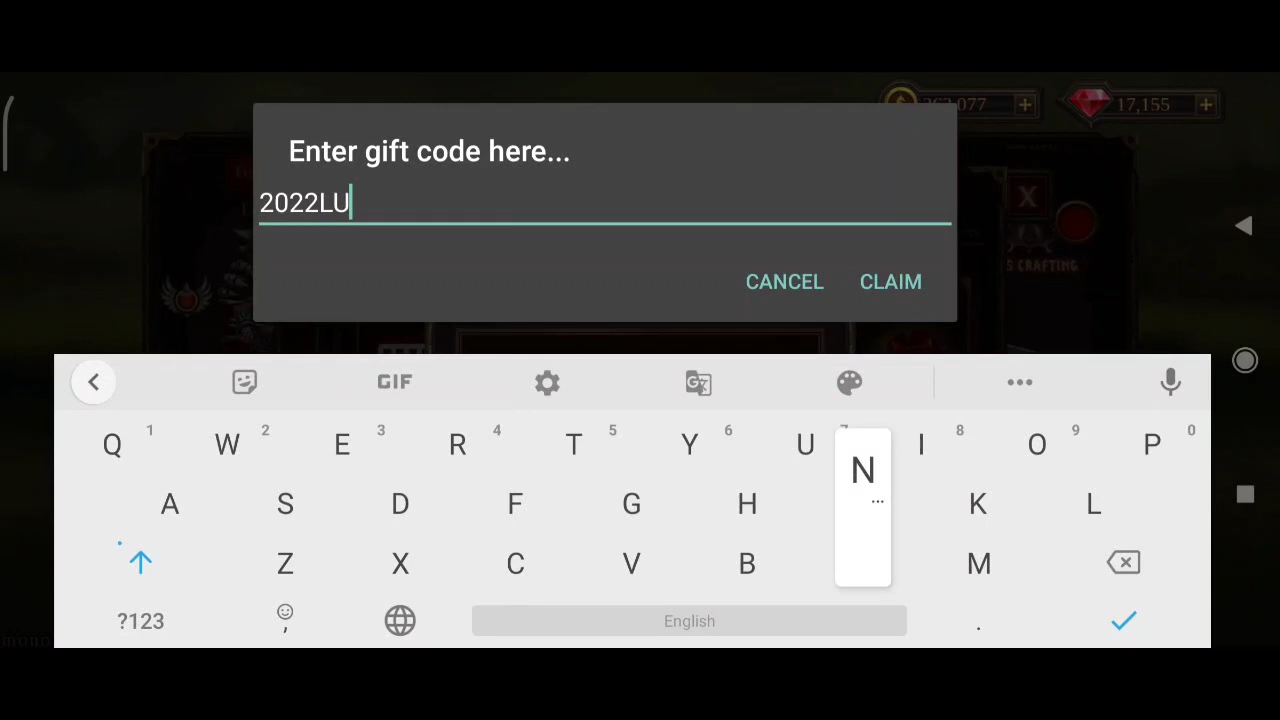 17,155
Enter gift code here...
2022LU
S CRAFTING
CANCEL
CLAIM
GIF
Q 1 W 2 E 3 R 4 T 5 Y 6 U I 8 O 9 P 0
N
A S D F G H K L
Z X C V B M
?123 , English .